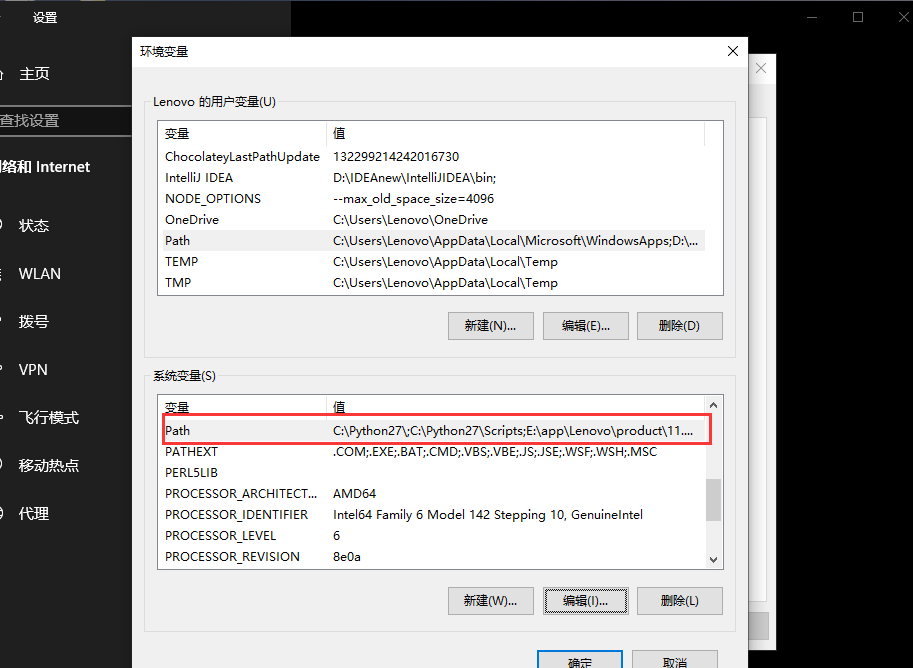 设置
主页
查找设置
络和 Internet
状态
WLAN
拨号
VPN
飞行模式
移动热点
代理
环境变量
Lenovo 的用户变量(U)
变量 值
ChocolateyLastPathUpdate 132299214242016730
IntelliJ IDEA D:\IDEAnew\IntelliJIDEA\bin;
NODE_OPTIONS --max_old_space_size=4096
OneDrive C:\Users\Lenovo\OneDrive
Path C:\Users\Lenovo\AppData\Local\Microsoft\WindowsApps;D:\...
TEMP C:\Users\Lenovo\AppData\Local\Temp
TMP C:\Users\Lenovo\AppData\Local\Temp
新建(N)... 编辑(E)... 删除(D)
系统变量(S)
变量 值
Path C:\Python27\;C:\Python27\Scripts;E:\app\Lenovo\product\11....
PATHEXT .COM;.EXE;.BAT;.CMD;.VBS;.VBE;.JS;.JSE;.WSF;.WSH;.MSC
PERL5LIB
PROCESSOR_ARCHITECT... AMD64
PROCESSOR_IDENTIFIER Intel64 Family 6 Model 142 Stepping 10, GenuineIntel
PROCESSOR_LEVEL 6
PROCESSOR_REVISION 8e0a
新建(W)... 编辑(I)... 删除(L)
确定 取消